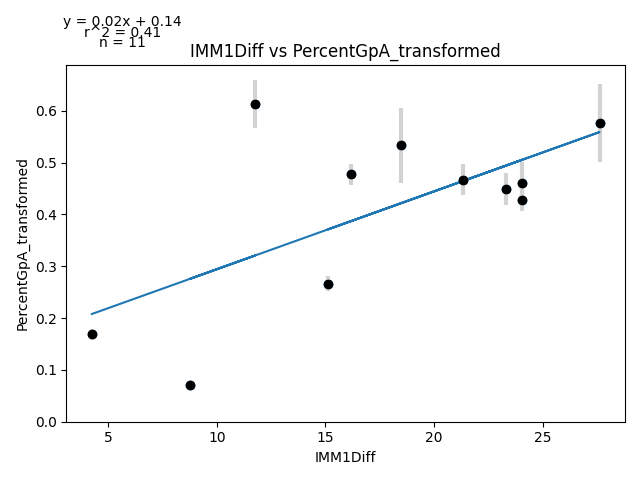 y = 0.02x + 0.14
r^2 = 0.41
n = 11
IMM1Diff vs PercentGpA_transformed
PercentGpA_transformed
0.6
0.5
0.4
0.3
0.2
0.1
0.0
5 10 15 20 25
IMM1Diff